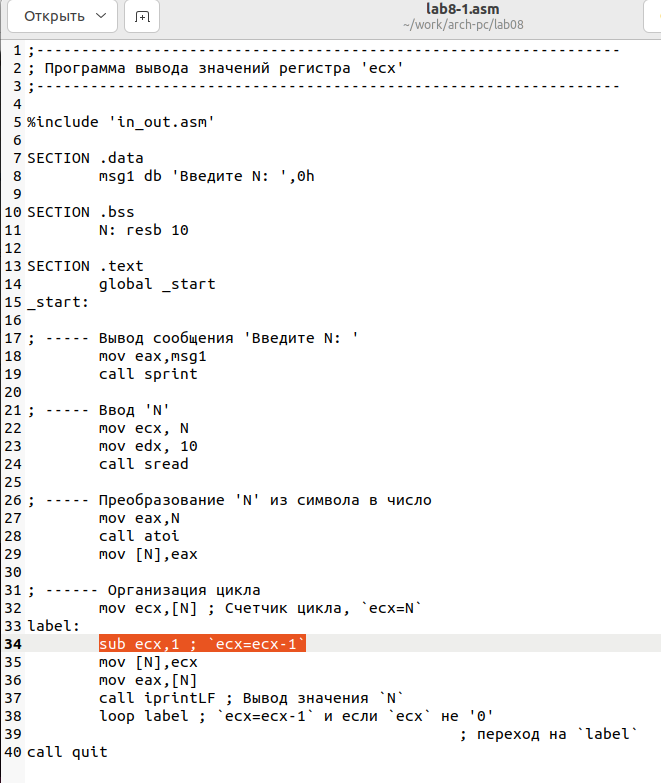 Открыть
lab8-1.asm
~/work/arch-pc/lab08
1 ;-----------------------------------------------------------------
2 ; Программа вывода значений регистра 'ecx'
3 ;-----------------------------------------------------------------
4
5 %include 'in_out.asm'
6
7 SECTION .data
8         msg1 db 'Введите N: ',0h
9
10 SECTION .bss
11         N: resb 10
12
13 SECTION .text
14         global _start
15 _start:
16
17 ; ----- Вывод сообщения 'Введите N: '
18         mov eax,msg1
19         call sprint
20
21 ; ----- Ввод 'N'
22         mov ecx, N
23         mov edx, 10
24         call sread
25
26 ; ----- Преобразование 'N' из символа в число
27         mov eax,N
28         call atoi
29         mov [N],eax
30
31 ; ------ Организация цикла
32         mov ecx,[N] ; Счетчик цикла, `ecx=N`
33 label:
34         sub ecx,1 ; `ecx=ecx-1`
35         mov [N],ecx
36         mov eax,[N]
37         call iprintLF ; Вывод значения `N`
38         loop label ; `ecx=ecx-1` и если `ecx` не '0'
39                                                 ; переход на `label`
40 call quit